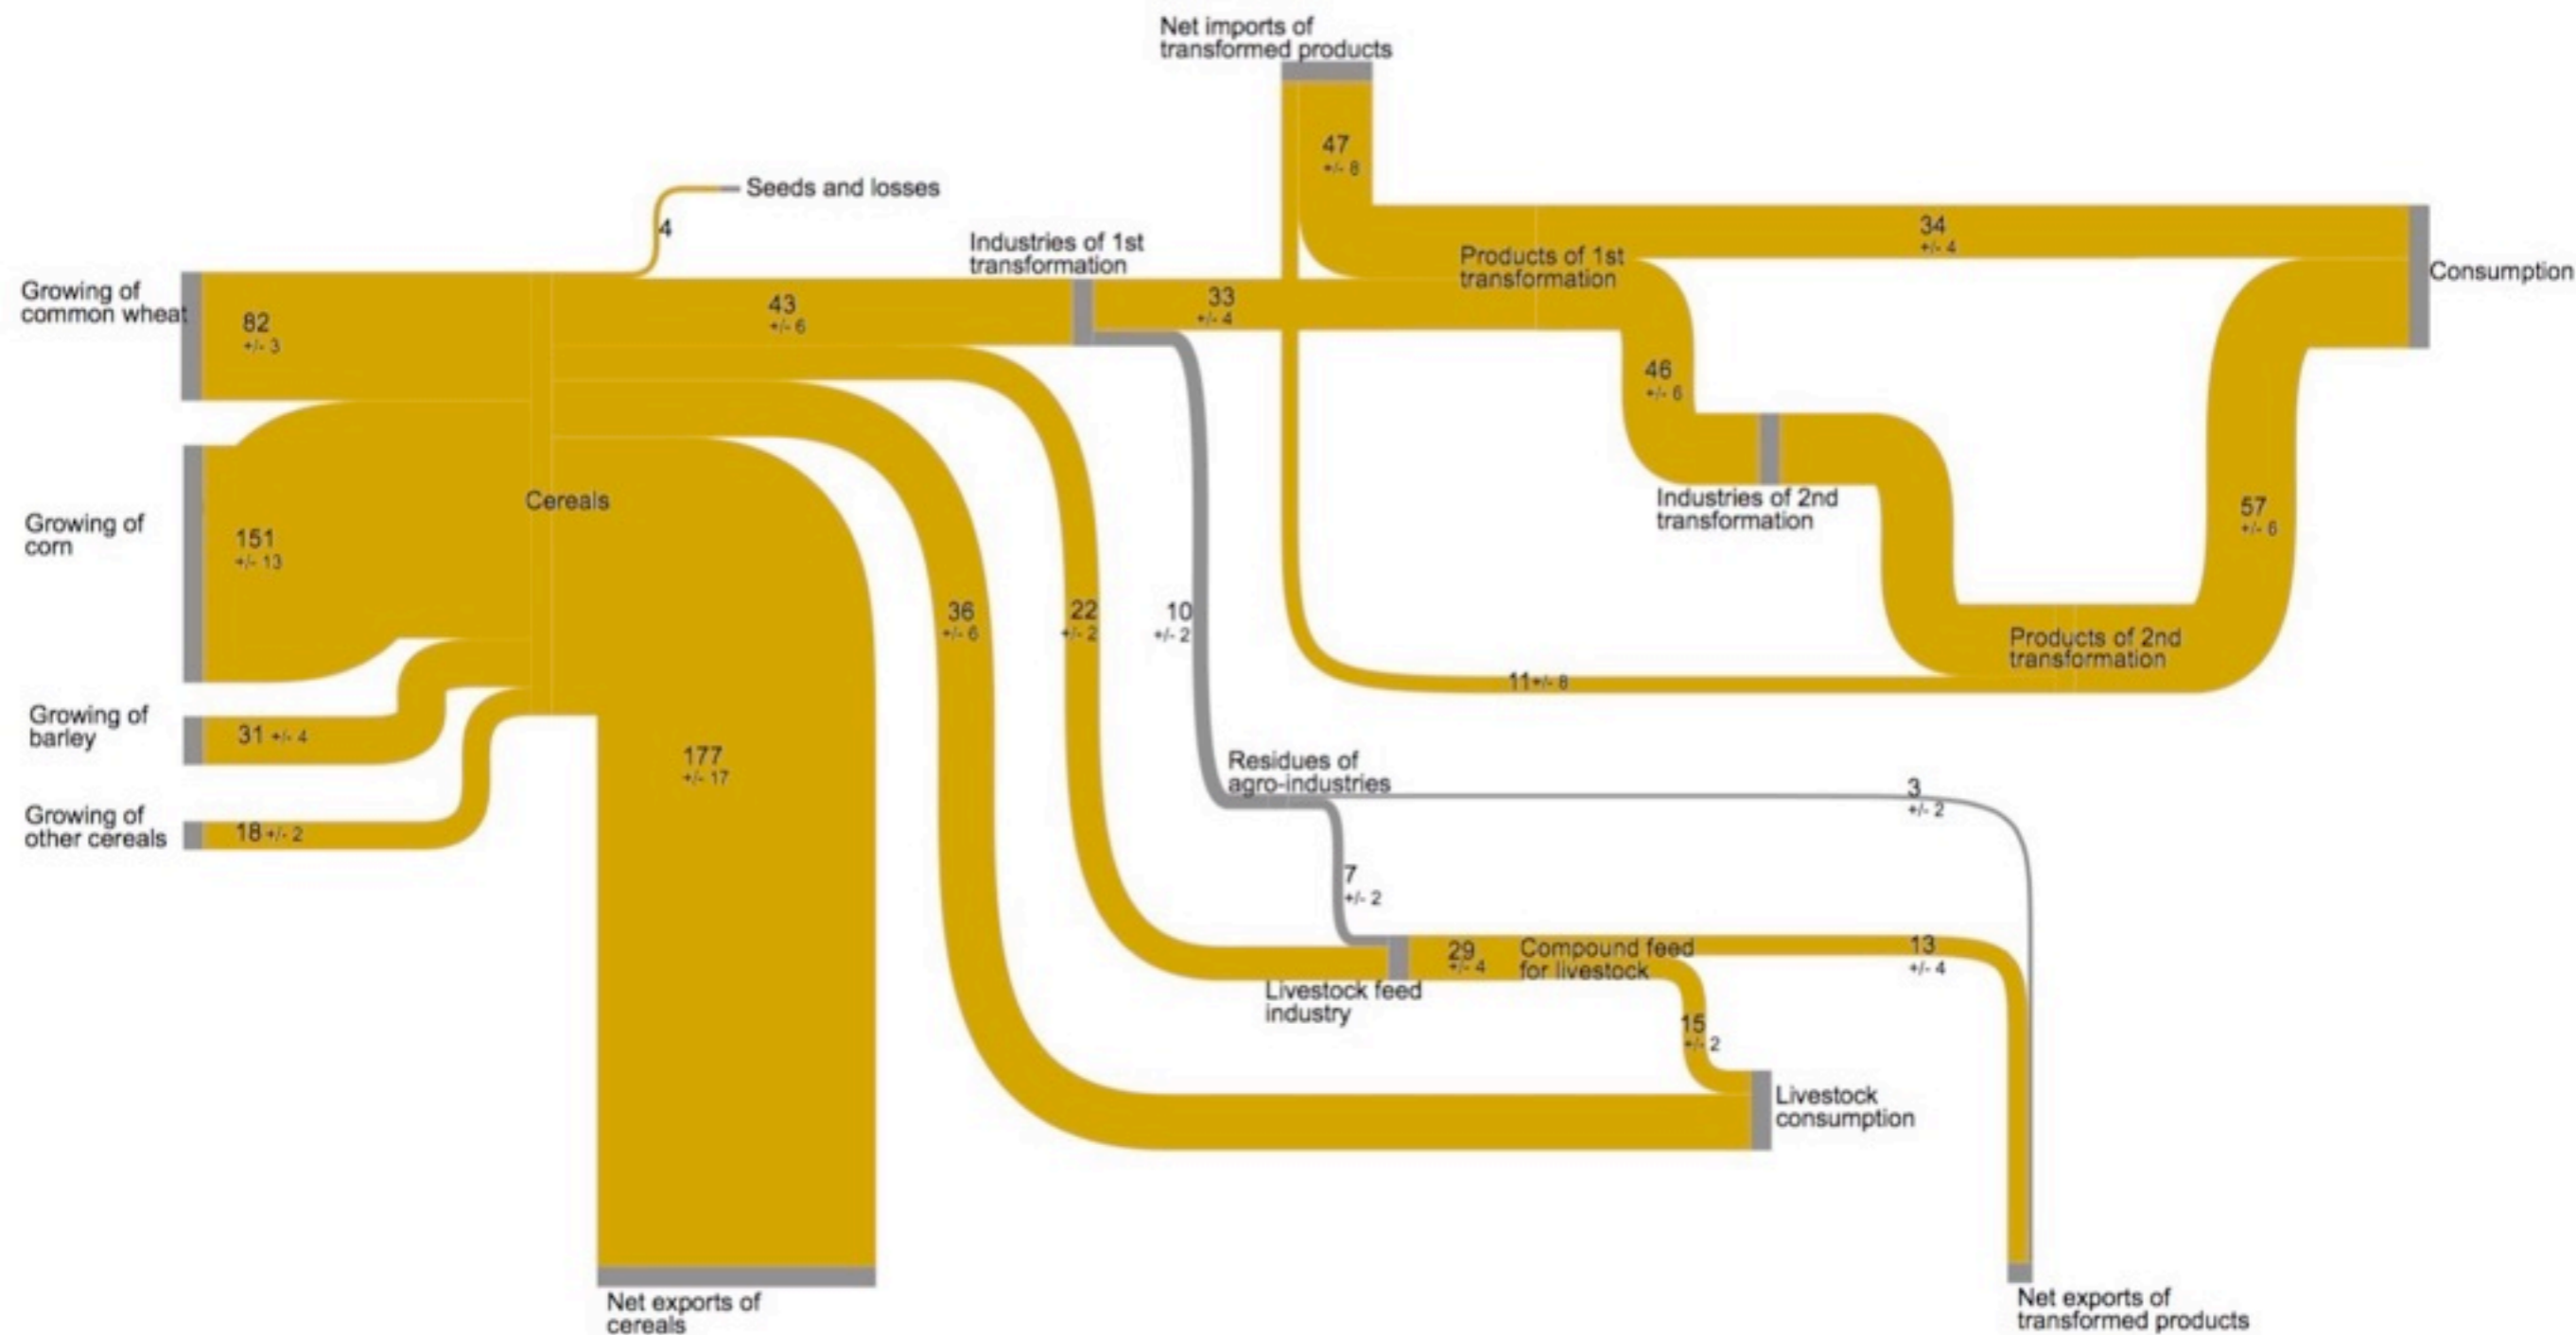 Net imports of
transformed products
47
+/- 8
Seeds and losses
4
Industries of 1st
transformation
34
+/- 4
Products of 1st
transformation
Consumption
Growing of
common wheat
82
+/- 3
43
+/- 6
33
+/- 4
46
+/- 6
Cereals
Growing of
corn
151
+/- 13
Industries of 2nd
transformation
57
+/- 6
36
+/- 6
22
+/- 2
10
+/- 2
Products of 2nd
transformation
11 +/- 8
Growing of
barley
31 +/- 4
177
+/- 17
Residues of
agro-industries
3
+/- 2
Growing of
other cereals
18 +/- 2
7
+/- 2
29
+/- 4
Compound feed
for livestock
13
+/- 4
Livestock feed
industry
15
+/- 2
Livestock
consumption
Net exports of
cereals
Net exports of
transformed products